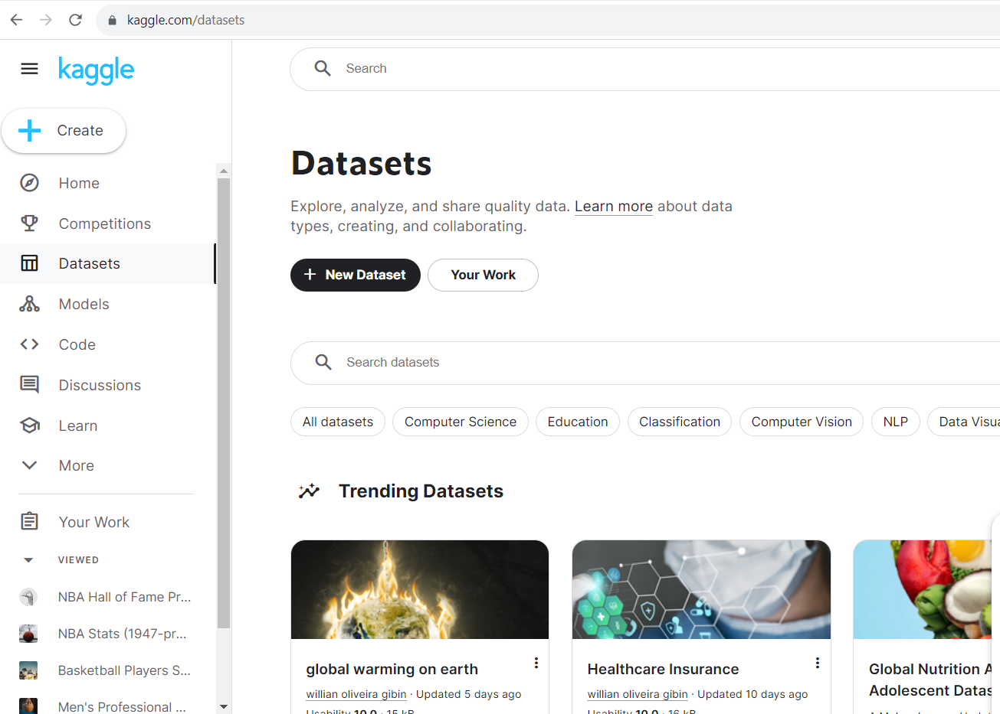 kaggle.com/datasets
kaggle
Search
Create
Home
Competitions
Datasets
Models
Code
Discussions
Learn
More
Your Work
VIEWED
NBA Hall of Fame Pr...
NBA Stats (1947-pr...
Basketball Players S...
Men's Professional ...
Datasets
Explore, analyze, and share quality data. Learn more about data
types, creating, and collaborating.
New Dataset
Your Work
Search datasets
All datasets
Computer Science
Education
Classification
Computer Vision
NLP
Data Visua
Trending Datasets
global warming on earth
willian oliveira gibin · Updated 5 days ago
Usability 10.0 · 15 kB
Healthcare Insurance
willian oliveira gibin · Updated 10 days ago
Usability 10.0 · 16 kB
Global Nutrition A
Adolescent Datas